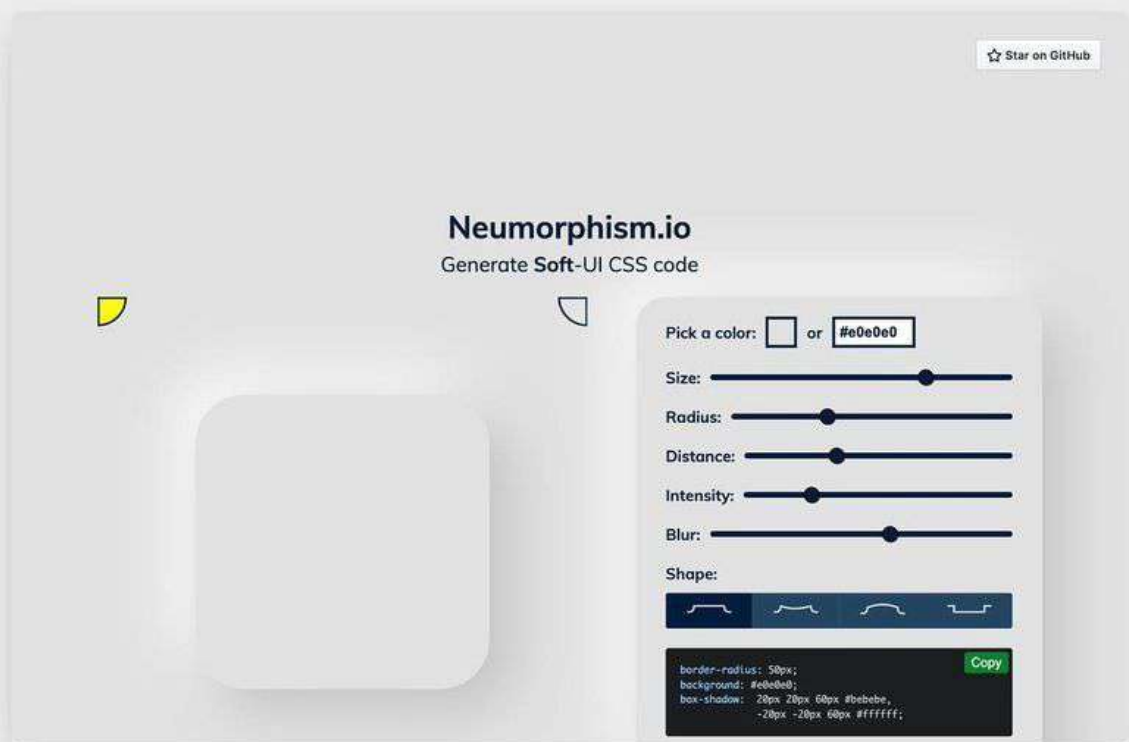 Star on GitHub
Neumorphism.io
Generate Soft-UI CSS code
Pick a color: or #e0e0e0
Size:
Radius:
Distance:
Intensity:
Blur:
Shape:
Copy
border-radius: 50px;
background: #e0e0e0;
box-shadow: 20px 20px 60px #bebebe,
-20px -20px 60px #ffffff;